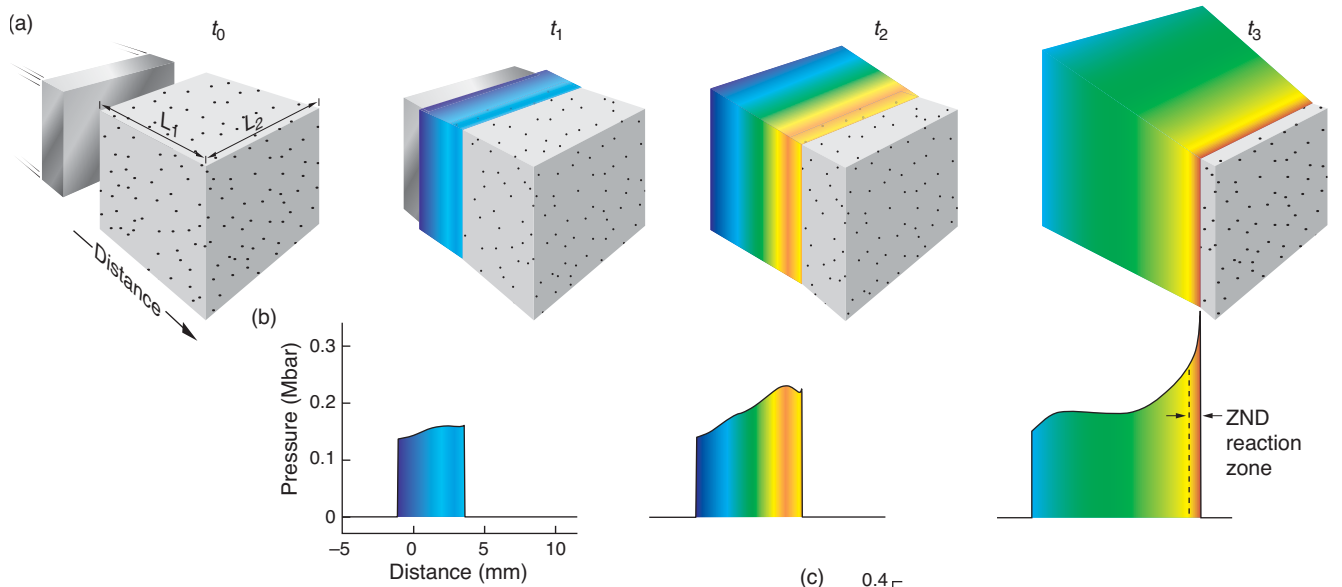 (a)
t0
t1
t2
t3
L1
L2
Distance
(b)
Pressure (Mbar)
0.3
0.2
0.1
0
–5
0
5
10
Distance (mm)
ZND
reaction
zone
(c)
0.4